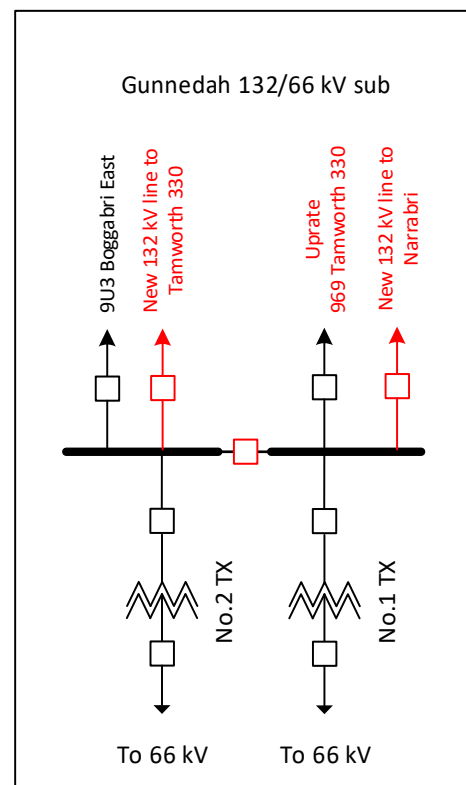 Gunnedah 132/66 kV sub
9U3 Boggabri East
New 132 kV line to
Tamworth 330
Uprate
969 Tamworth 330
New 132 kV line to
Narrabri
No.2 TX
No.1 TX
To 66 kV
To 66 kV